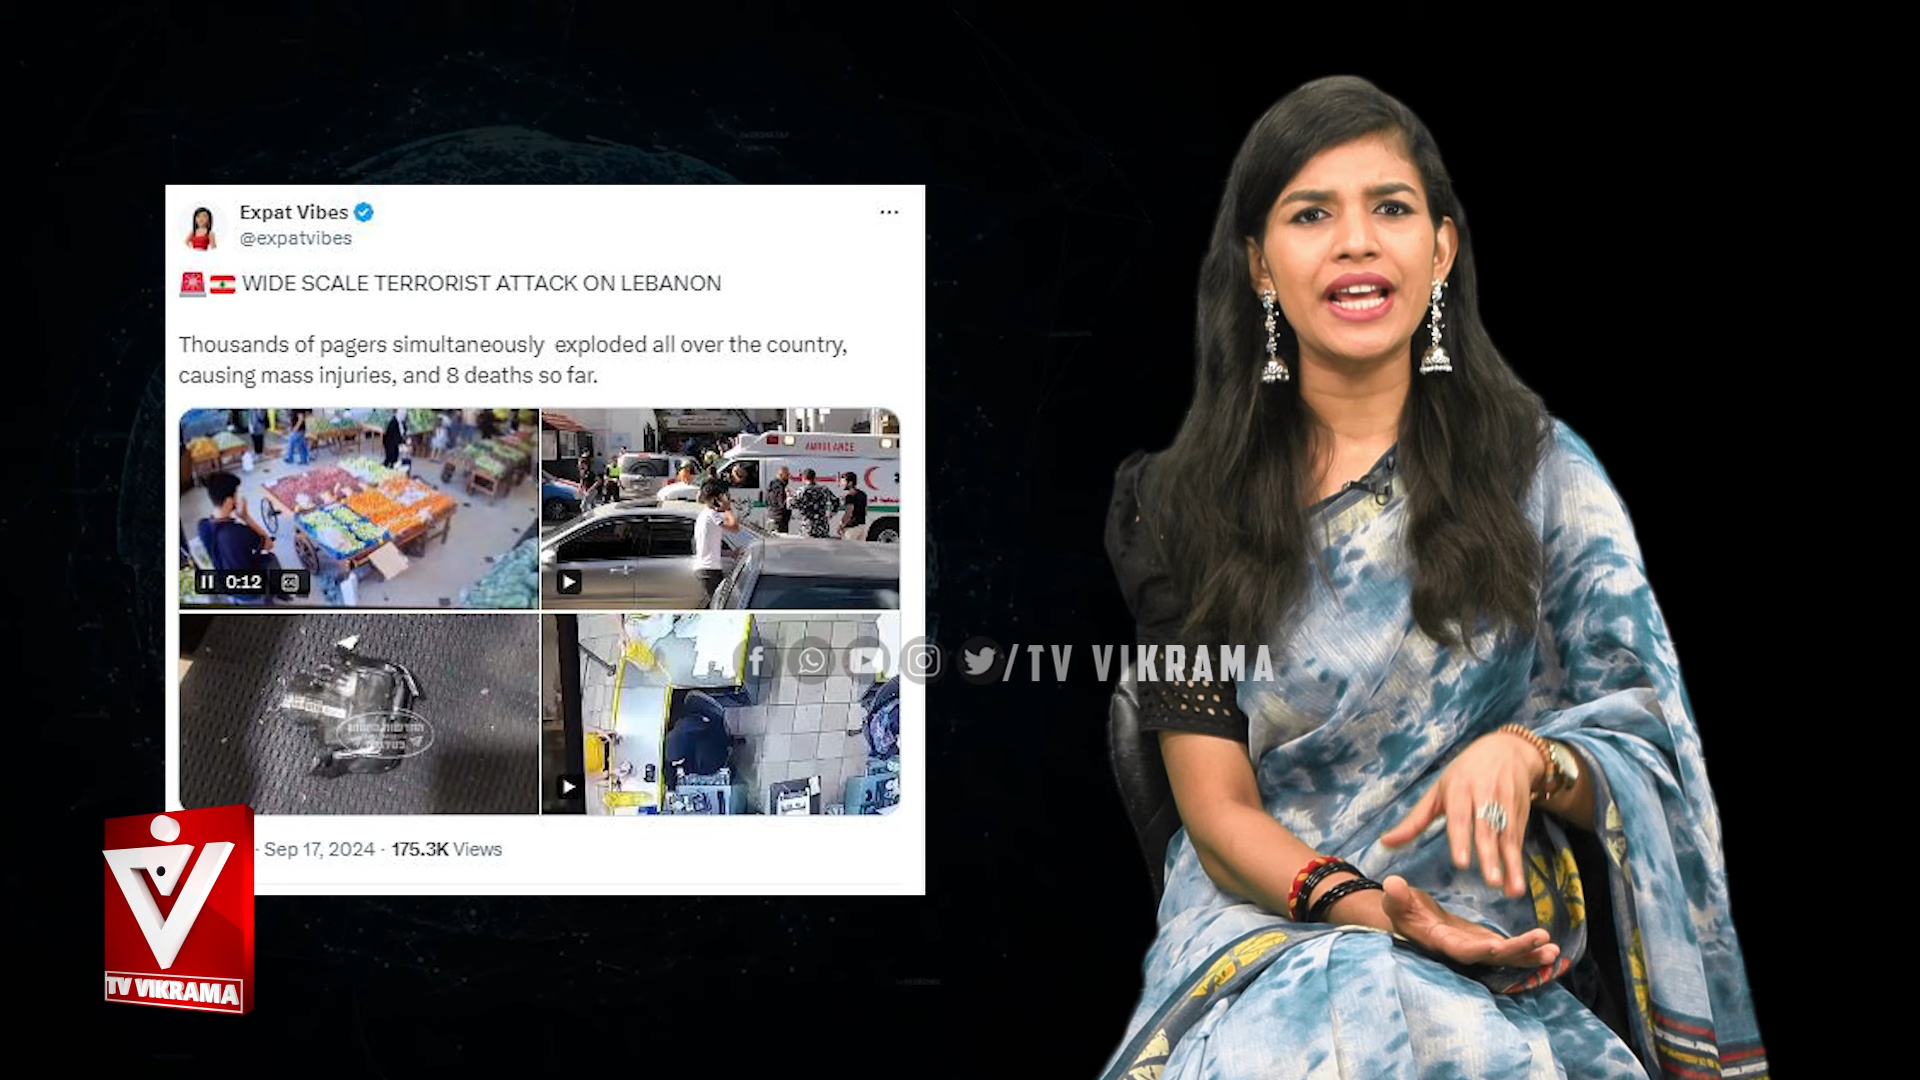 Expat Vibes
@expatvibes
WIDE SCALE TERRORIST ATTACK ON LEBANON
Thousands of pagers simultaneously exploded all over the country,
causing mass injuries, and 8 deaths so far.
0:12
AMBULANCE
/TV VIKRAMA
- Sep 17, 2024 · 175.3K Views
TV VIKRAMA